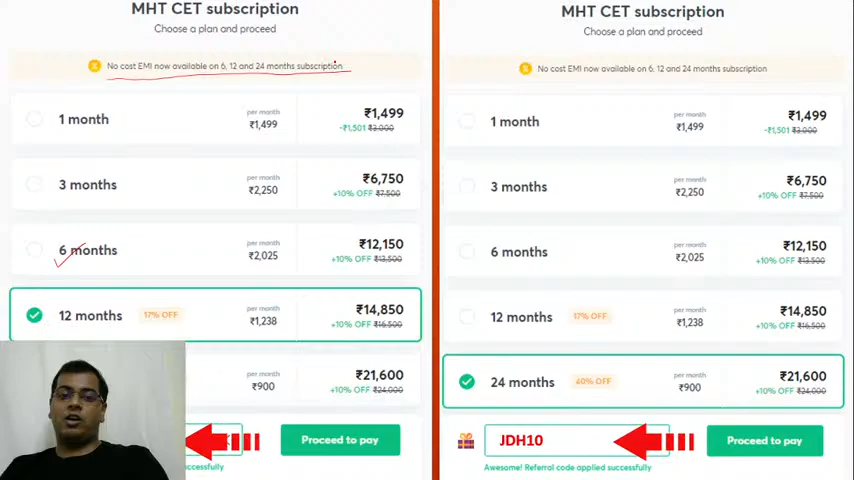 MHT CET subscription
Choose a plan and proceed
No cost EMI now available on 6, 12 and 24 months subscription
1 month per month ₹1,499 ₹1,499 -₹1,501 ₹3,000
3 months per month ₹2,250 ₹6,750 +10% OFF ₹7,500
6 months per month ₹2,025 ₹12,150 +10% OFF ₹13,500
12 months 17% OFF per month ₹1,238 ₹14,850 +10% OFF ₹16,500
per month ₹900 ₹21,600 +10% OFF ₹24,000
Proceed to pay
MHT CET subscription
Choose a plan and proceed
No cost EMI now available on 6, 12 and 24 months subscription
1 month per month ₹1,499 ₹1,499 -₹1,501 ₹3,000
3 months per month ₹2,250 ₹6,750 +10% OFF ₹7,500
6 months per month ₹2,025 ₹12,150 +10% OFF ₹13,500
12 months 17% OFF per month ₹1,238 ₹14,850 +10% OFF ₹16,500
24 months 40% OFF per month ₹900 ₹21,600 +10% OFF ₹24,000
JDH10 Proceed to pay
Awesome! Referral code applied successfully